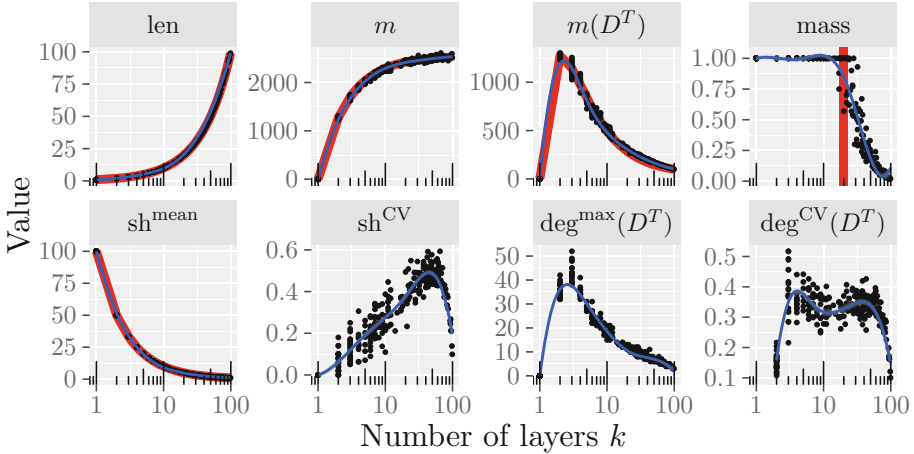 len m m(D^T) mass
100 75 50 25 0
2000 1000 0
1000 500 0
1.00 0.75 0.50 0.25 0.00
Value
sh^mean sh^CV deg^max(D^T) deg^CV(D^T)
100 75 50 25 0
0.6 0.4 0.2 0.0
50 40 30 20 10 0
0.5 0.4 0.3 0.2 0.1
1 10 100 1 10 100 1 10 100 1 10 100
Number of layers k